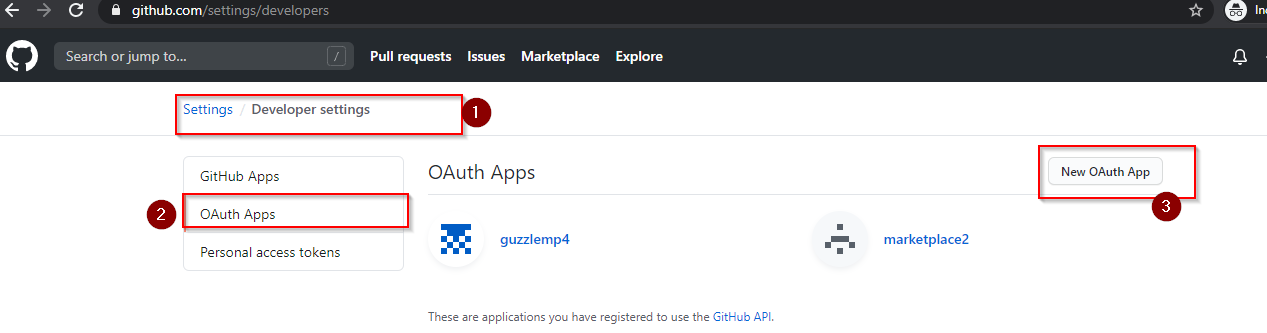 github.com/settings/developers
Search or jump to... / Pull requests Issues Marketplace Explore
Settings / Developer settings 1
GitHub Apps
OAuth Apps
New OAuth App
2 OAuth Apps
3
guzzlemp4
marketplace2
Personal access tokens
These are applications you have registered to use the GitHub API.